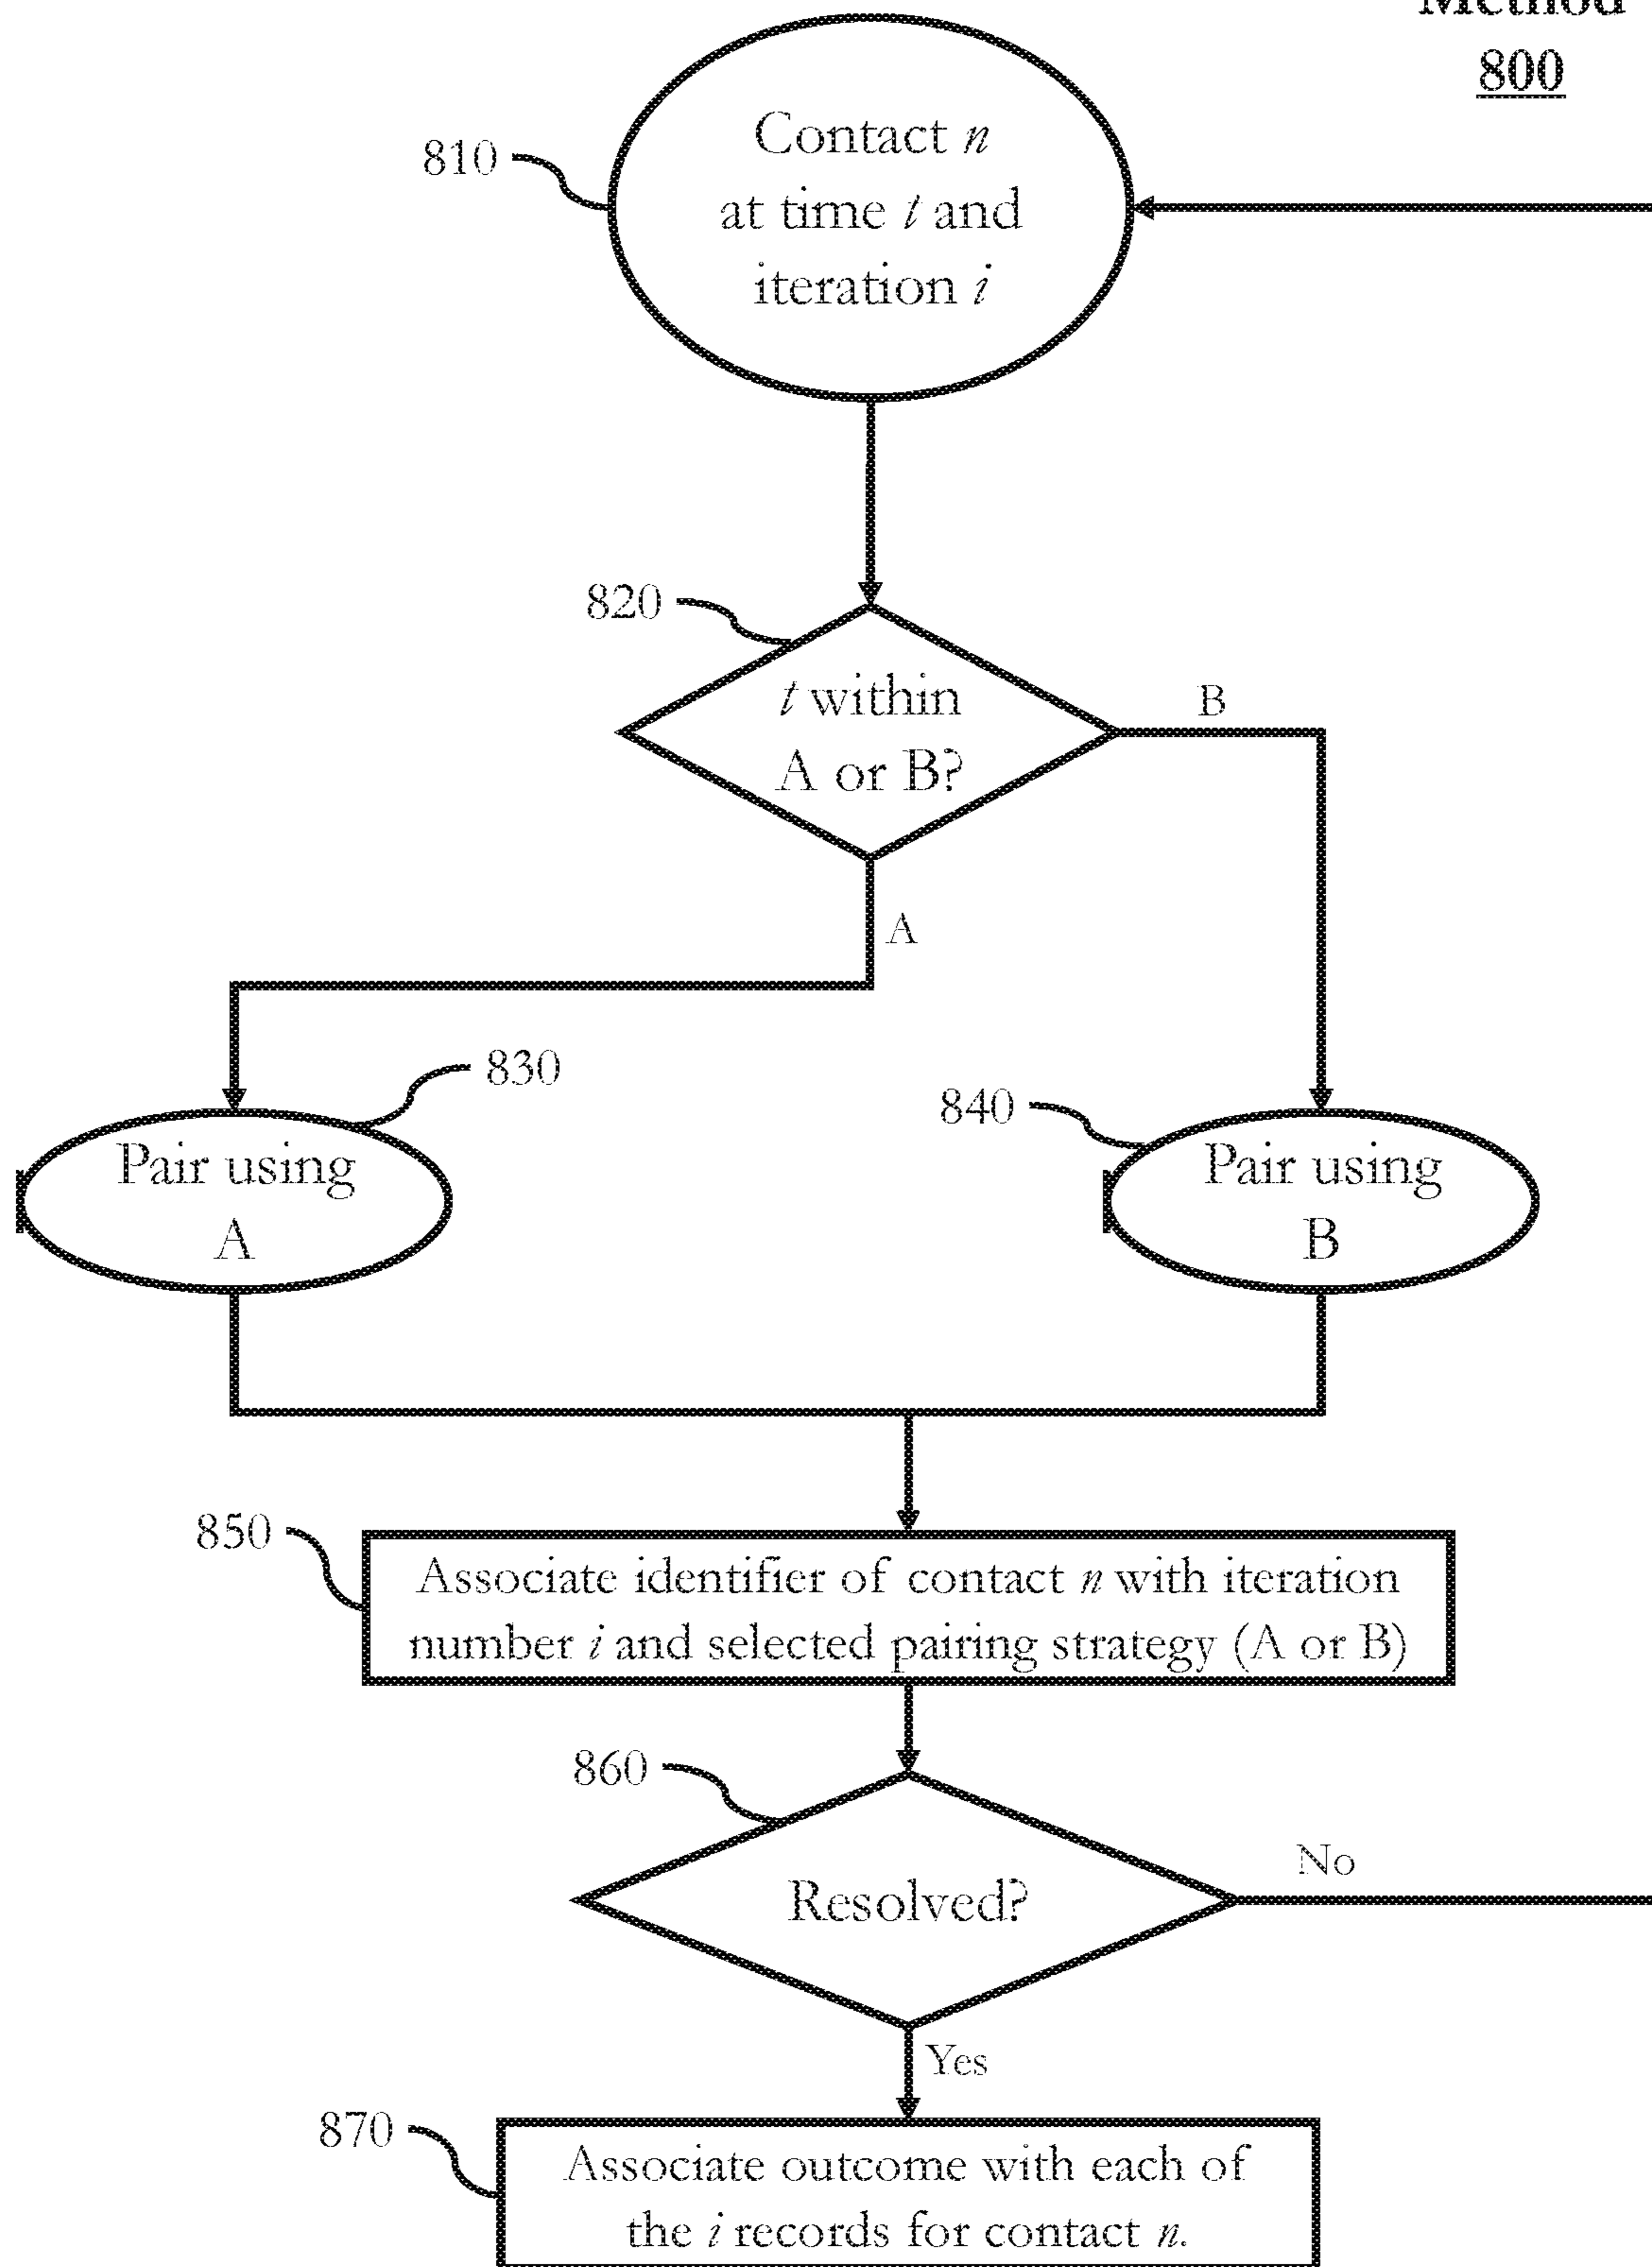 Method
800
810
Contact n
at time t and
iteration i
820
t within
A or B?
B
A
830
Pair using
A
840
Pair using
B
850
Associate identifier of contact n with iteration
number i and selected pairing strategy (A or B)
860
Resolved?
No
Yes
870
Associate outcome with each of
the i records for contact n.